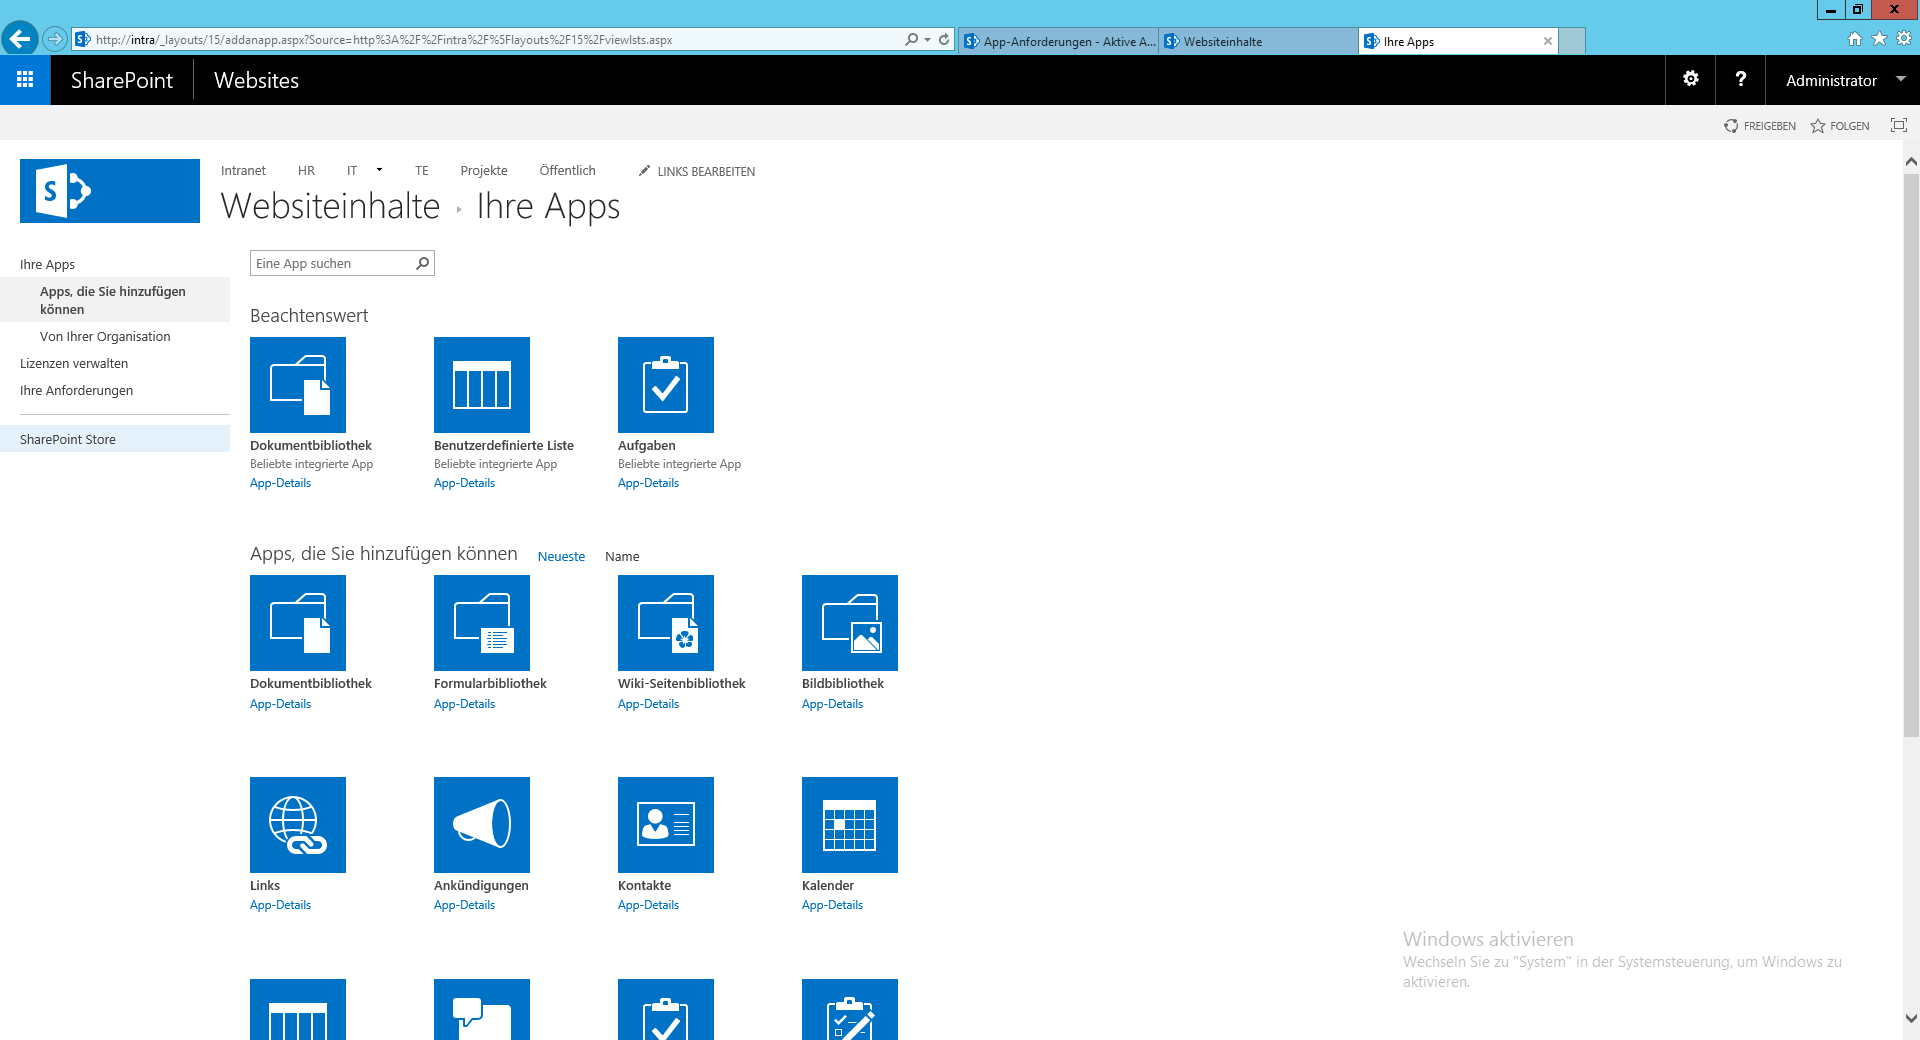 http://intra/_layouts/15/addanapp.aspx?Source=http%3A%2F%2Fintra%2F%5Flayouts%2F15%2Fviewlsts.aspx
App-Anforderungen - Aktive A...
Websiteinhalte
Ihre Apps
SharePoint
Websites
?
Administrator
FREIGEBEN
FOLGEN
S
Intranet
HR
IT
TE
Projekte
Öffentlich
LINKS BEARBEITEN
Websiteinhalte
Ihre Apps
Ihre Apps
Apps, die Sie hinzufügen
können
Von Ihrer Organisation
Lizenzen verwalten
Ihre Anforderungen
SharePoint Store
Eine App suchen
Beachtenswert
Dokumentbibliothek
Beliebte integrierte App
App-Details
Benutzerdefinierte Liste
Beliebte integrierte App
App-Details
Aufgaben
Beliebte integrierte App
App-Details
Apps, die Sie hinzufügen können
Neueste
Name
Dokumentbibliothek
App-Details
Formularbibliothek
App-Details
Wiki-Seitenbibliothek
App-Details
Bildbibliothek
App-Details
Links
App-Details
Ankündigungen
App-Details
Kontakte
App-Details
Kalender
App-Details
Windows aktivieren
Wechseln Sie zu "System" in der Systemsteuerung, um Windows zu
aktivieren.